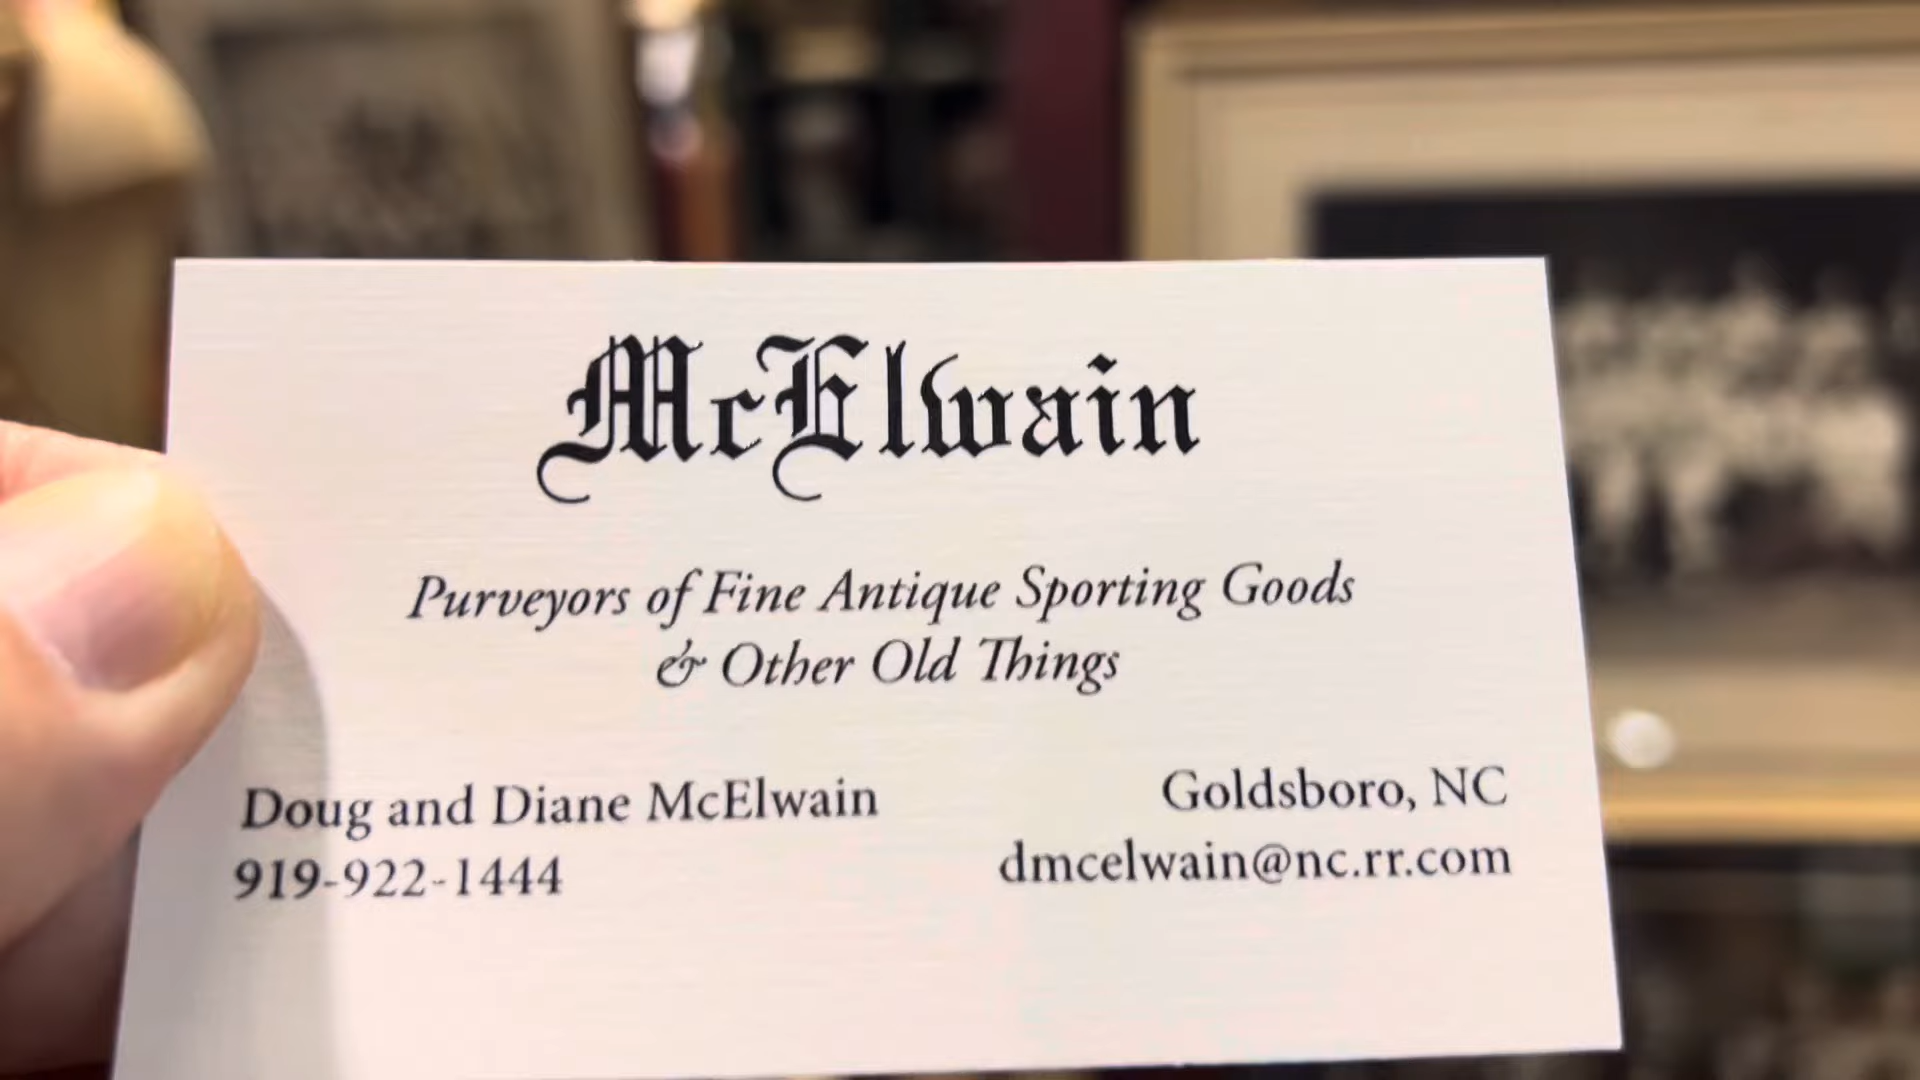 McElwain
Purveyors of Fine Antique Sporting Goods
& Other Old Things
Doug and Diane McElwain
919-922-1444
Goldsboro, NC
dmcelwain@nc.rr.com